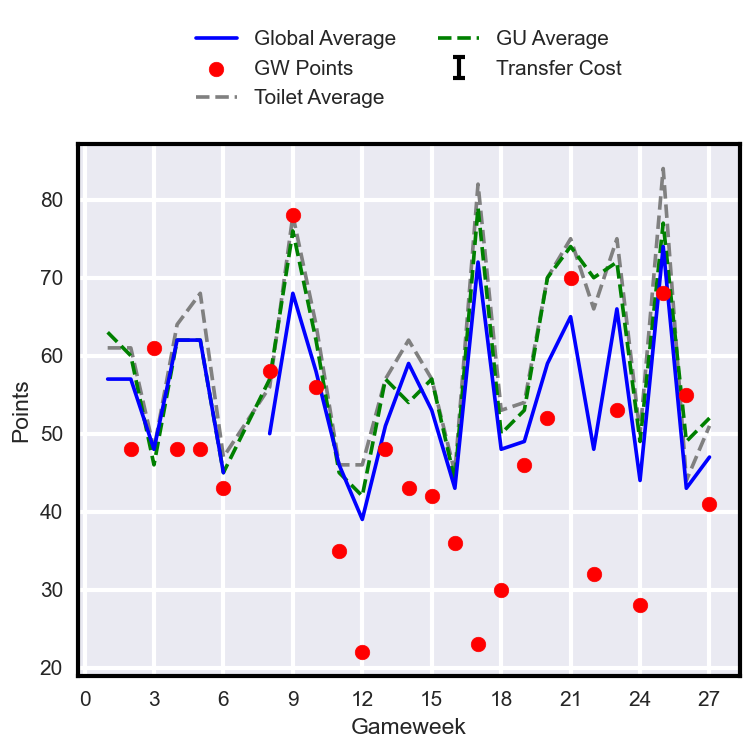 Global Average
GW Points
Toilet Average
GU Average
Transfer Cost
80
70
60
50
40
30
20
Points
0 3 6 9 12 15 18 21 24 27
Gameweek